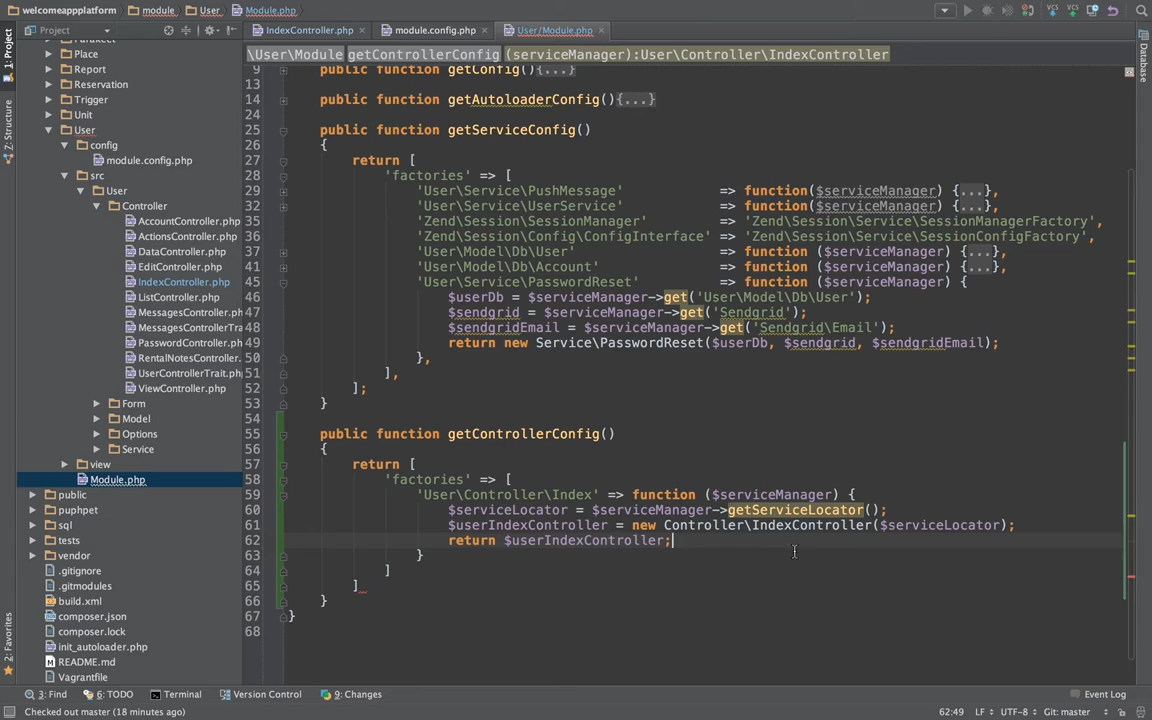 welcomeappplatform
module
User
Module.php
1: Project
Z: Structure
2: Favorites
Project
Database
IndexController.php
module.config.php
User/Module.php
\User\Module getControllerConfig (serviceManager):User\Controller\IndexController
Place
Report
Reservation
Trigger
Unit
User
config
module.config.php
src
User
Controller
AccountController.php
ActionsController.php
DataController.php
EditController.php
IndexController.php
ListController.php
MessagesController.php
MessagesControllerTra
PasswordController.php
RentalNotesController.
UserControllerTrait.ph
ViewController.php
Form
Model
Options
Service
view
Module.php
public
puphpet
sql
tests
vendor
.gitignore
.gitmodules
build.xml
composer.json
composer.lock
init_autoloader.php
README.md
Vagrantfile
9 public function getConfig(){...}
13
14 public function getAutoloaderConfig(){...}
24
25 public function getServiceConfig()
26 {
27 return [
28 'factories' => [
29 'User\Service\PushMessage' => function($serviceManager) {...},
32 'User\Service\UserService' => function($serviceManager) {...},
35 'Zend\Session\SessionManager' => 'Zend\Session\Service\SessionManagerFactory',
36 'Zend\Session\Config\ConfigInterface' => 'Zend\Session\Service\SessionConfigFactory',
37 'User\Model\Db\User' => function ($serviceManager) {...},
41 'User\Model\Db\Account' => function ($serviceManager) {...},
45 'User\Service\PasswordReset' => function ($serviceManager) {
46 $userDb = $serviceManager->get('User\Model\Db\User');
47 $sendgrid = $serviceManager->get('Sendgrid');
48 $sendgridEmail = $serviceManager->get('Sendgrid\Email');
49 return new Service\PasswordReset($userDb, $sendgrid, $sendgridEmail);
50 },
51 ],
52 ];
53 }
54
55 public function getControllerConfig()
56 {
57 return [
58 'factories' => [
59 'User\Controller\Index' => function ($serviceManager) {
60 $serviceLocator = $serviceManager->getServiceLocator();
61 $userIndexController = new Controller\IndexController($serviceLocator);
62 return $userIndexController;
63 }
64 ]
65 ]
66 }
67 }
68
3: Find
6: TODO
Terminal
Version Control
9: Changes
Event Log
Checked out master (18 minutes ago)
62:49 LF UTF-8 Git: master